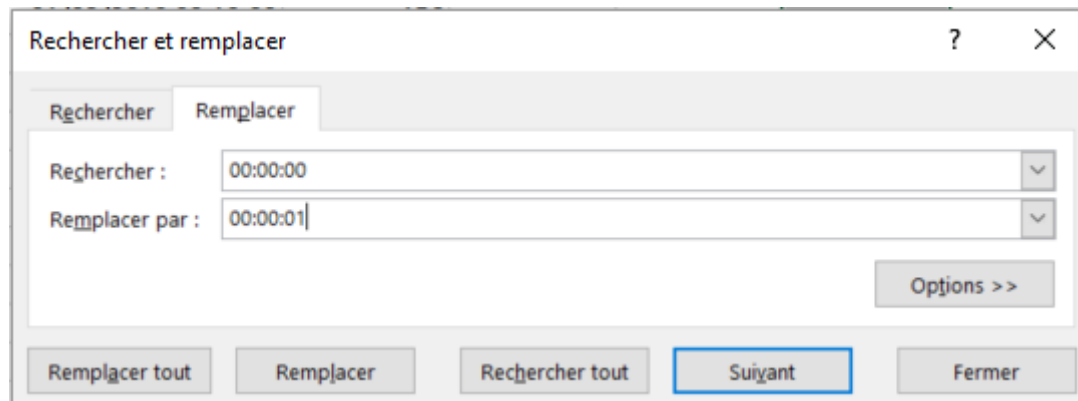 Rechercher et remplacer ? ✕
Rechercher Remplacer
Rechercher : 00:00:00
Remplacer par : 00:00:01
Options >>
Remplacer tout Remplacer Rechercher tout Suivant Fermer